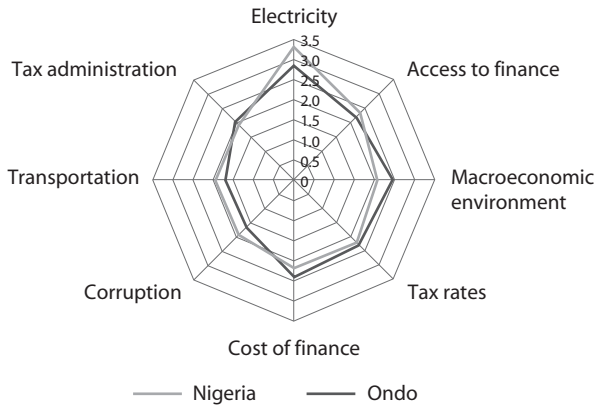 Electricity
3.5
3.0
2.5
2.0
1.5
1.0
0.5
0
Tax administration
Access to finance
Transportation
Macroeconomic
environment
Corruption
Tax rates
Cost of finance
Nigeria
Ondo